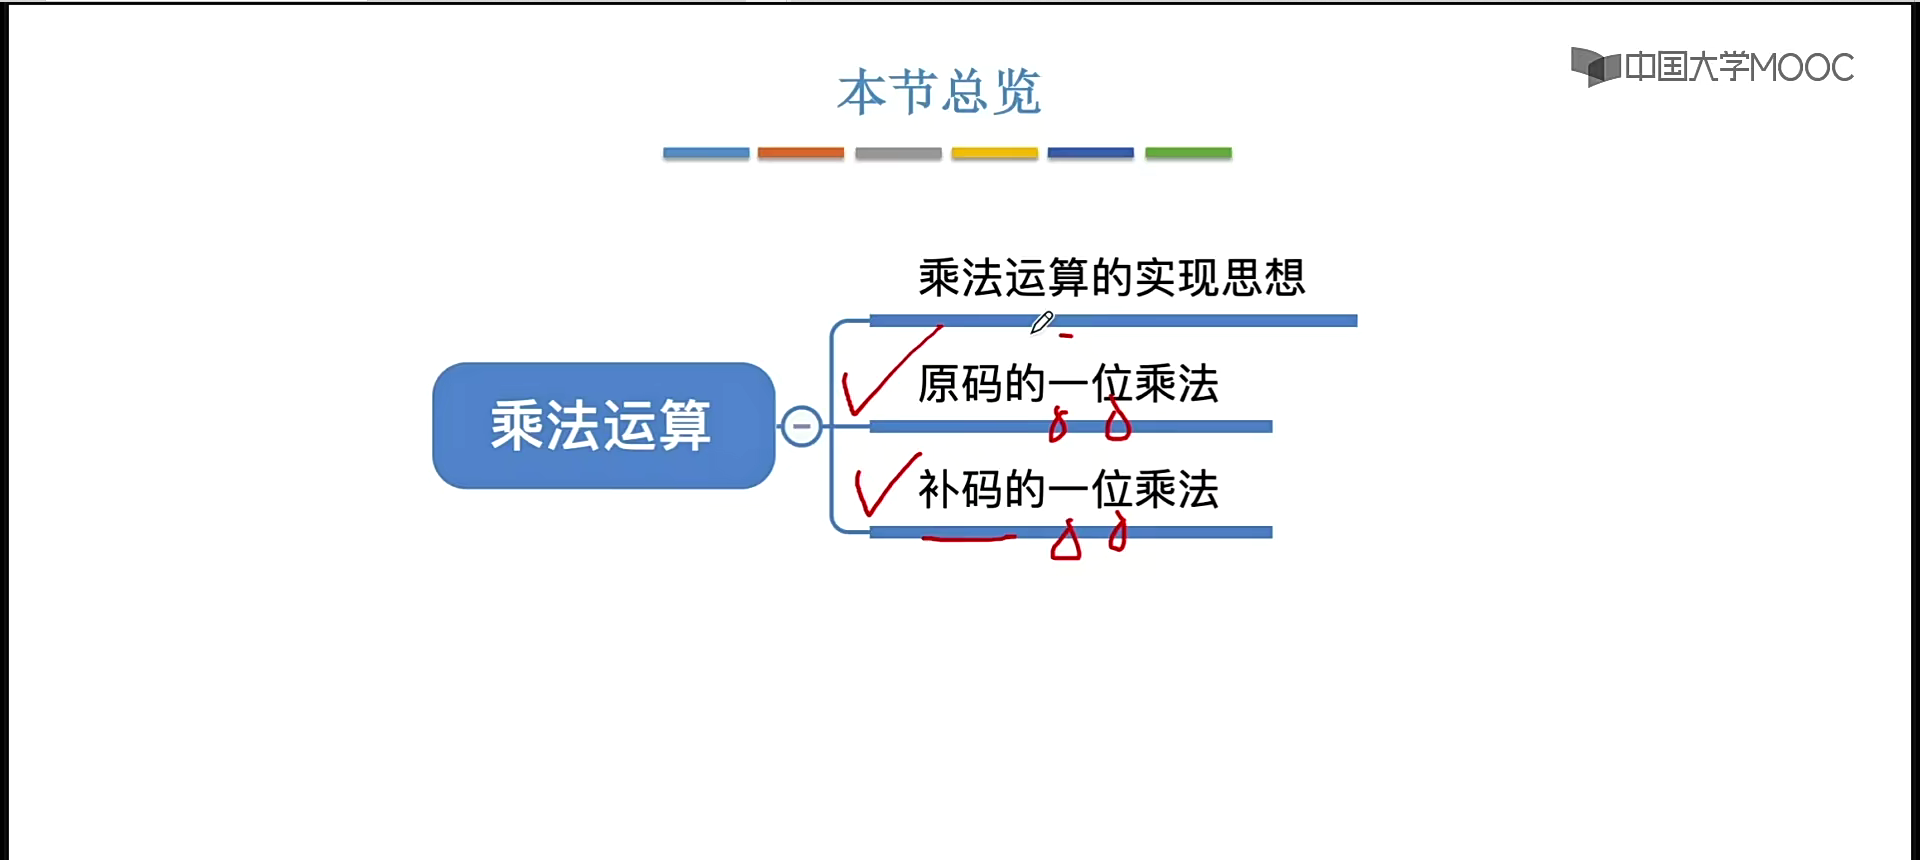 中国大学MOOC
本节总览
乘法运算的实现思想
原码的一位乘法
乘法运算
补码的一位乘法